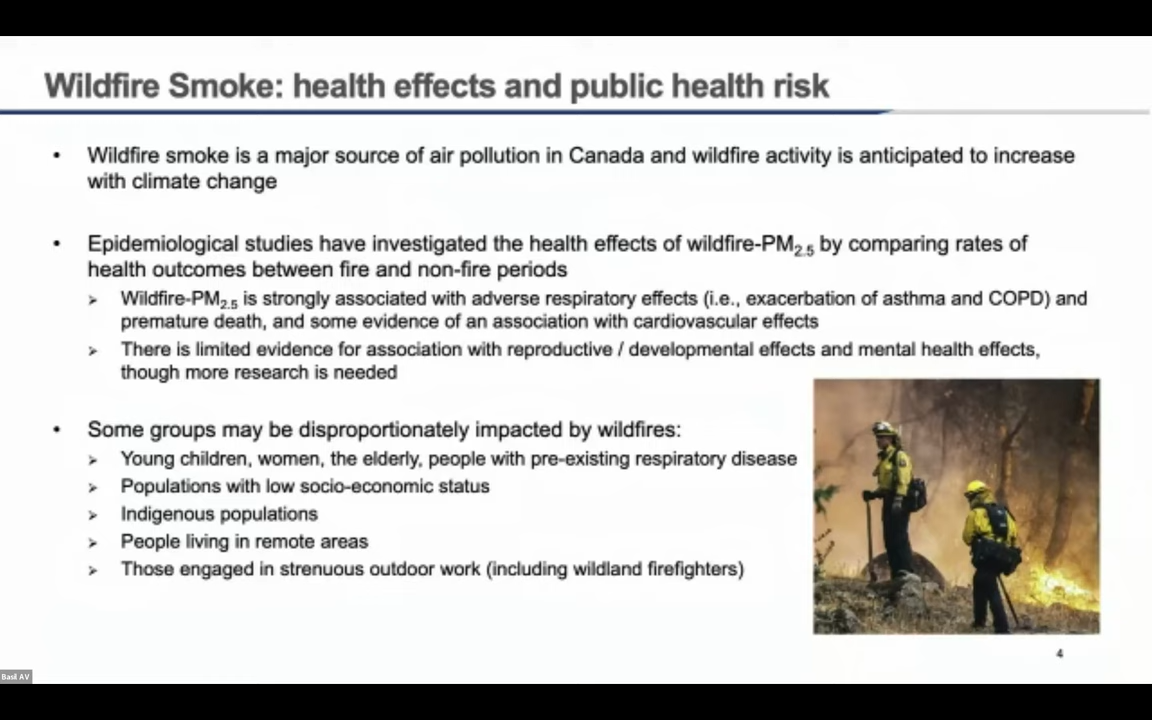 Wildfire Smoke: health effects and public health risk
• Wildfire smoke is a major source of air pollution in Canada and wildfire activity is anticipated to increase
with climate change
• Epidemiological studies have investigated the health effects of wildfire-PM2.5 by comparing rates of
health outcomes between fire and non-fire periods
➢ Wildfire-PM2.5 is strongly associated with adverse respiratory effects (i.e., exacerbation of asthma and COPD) and
premature death, and some evidence of an association with cardiovascular effects
➢ There is limited evidence for association with reproductive / developmental effects and mental health effects,
though more research is needed
• Some groups may be disproportionately impacted by wildfires:
➢ Young children, women, the elderly, people with pre-existing respiratory disease
➢ Populations with low socio-economic status
➢ Indigenous populations
➢ People living in remote areas
➢ Those engaged in strenuous outdoor work (including wildland firefighters)
4
Basil AV